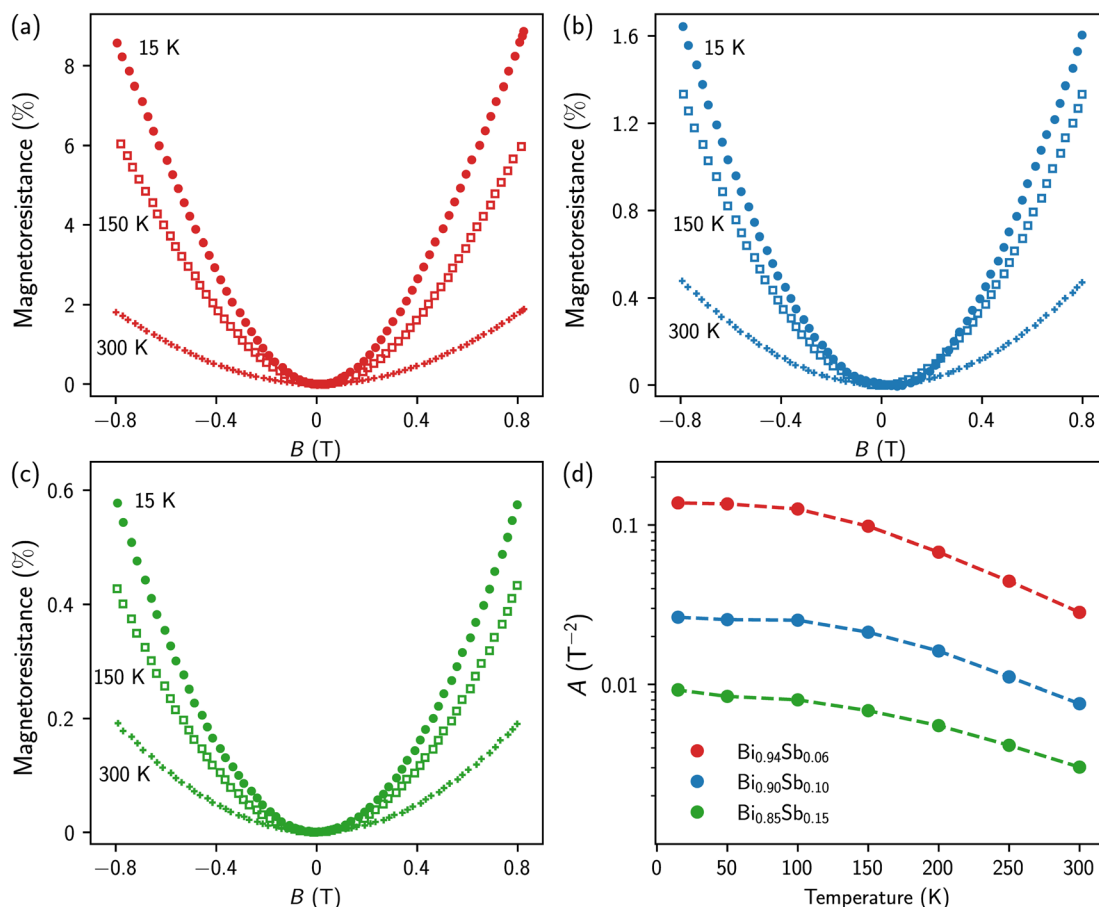 (a)
15 K
150 K
300 K
Magnetoresistance (%)
8
6
4
2
0
−0.8 −0.4 0 0.4 0.8
B (T)
(b)
15 K
150 K
300 K
Magnetoresistance (%)
1.6
1.2
0.8
0.4
0
−0.8 −0.4 0 0.4 0.8
B (T)
(c)
15 K
150 K
300 K
Magnetoresistance (%)
0.6
0.4
0.2
0
−0.8 −0.4 0 0.4 0.8
B (T)
(d)
A (T⁻²)
0.1
0.01
Bi₀.₉₄Sb₀.₀₆
Bi₀.₉₀Sb₀.₁₀
Bi₀.₈₅Sb₀.₁₅
0 50 100 150 200 250 300
Temperature (K)